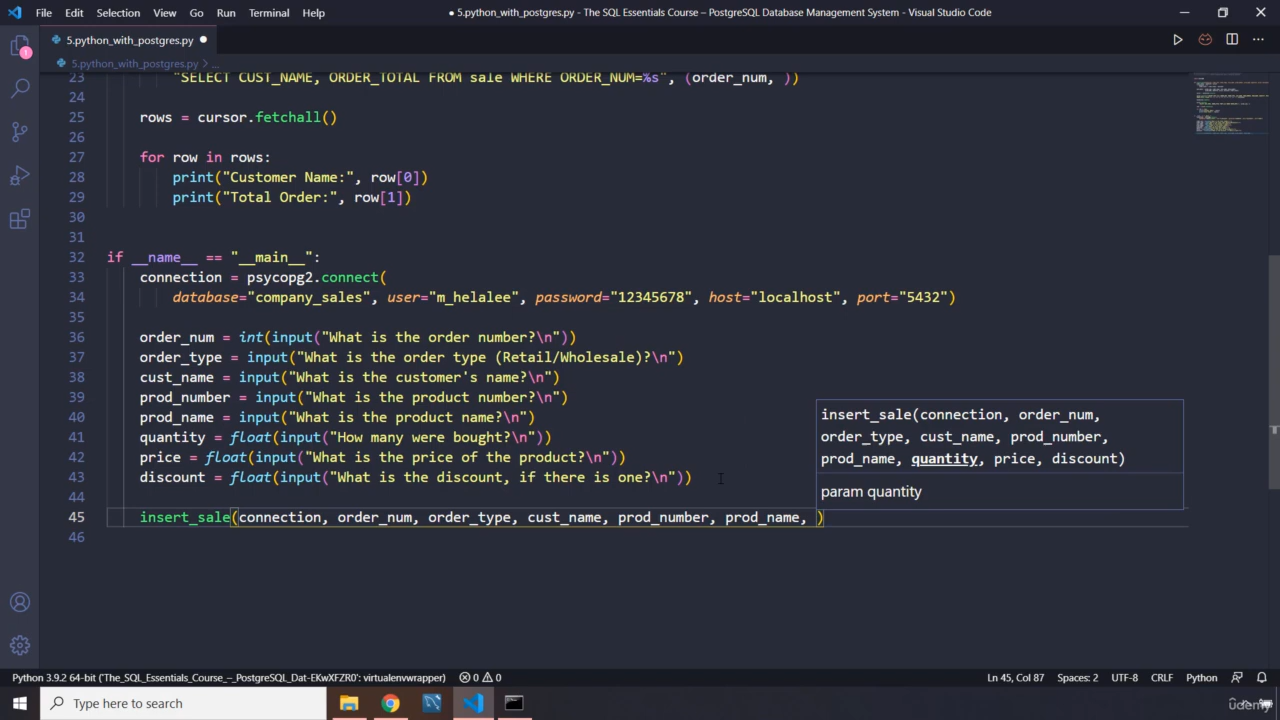 File Edit Selection View Go Run Terminal Help
● 5.python_with_postgres.py - The SQL Essentials Course – PostgreSQL Database Management System - Visual Studio Code
5.python_with_postgres.py ●
5.python_with_postgres.py > ...
1
23 "SELECT CUST_NAME, ORDER_TOTAL FROM sale WHERE ORDER_NUM=%s", (order_num, ))
24
25 rows = cursor.fetchall()
26
27 for row in rows:
28 print("Customer Name:", row[0])
29 print("Total Order:", row[1])
30
31
32 if __name__ == "__main__":
33 connection = psycopg2.connect(
34 database="company_sales", user="m_helalee", password="12345678", host="localhost", port="5432")
35
36 order_num = int(input("What is the order number?\n"))
37 order_type = input("What is the order type (Retail/Wholesale)?\n")
38 cust_name = input("What is the customer's name?\n")
39 prod_number = input("What is the product number?\n")
40 prod_name = input("What is the product name?\n")
41 quantity = float(input("How many were bought?\n"))
42 price = float(input("What is the price of the product?\n"))
43 discount = float(input("What is the discount, if there is one?\n"))
44
45 insert_sale(connection, order_num, order_type, cust_name, prod_number, prod_name, )
46
insert_sale(connection, order_num,
order_type, cust_name, prod_number,
prod_name, quantity, price, discount)
param quantity
Python 3.9.2 64-bit ('The_SQL_Essentials_Course_–_PostgreSQL_Dat-EKwXFZR0': virtualenvwrapper) 0 0 Ln 45, Col 87 Spaces: 2 UTF-8 CRLF Python
Type here to search
udemy